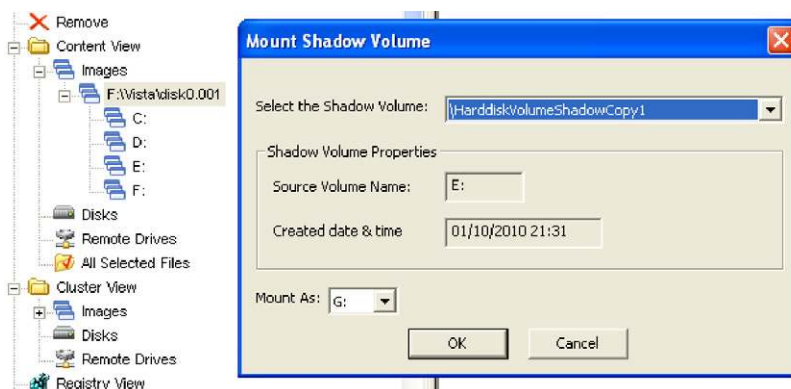 Remove
Content View
Images
F:\Vista\disk0.001
C:
D:
E:
F:
Disks
Remote Drives
All Selected Files
Cluster View
Images
Disks
Remote Drives
Registry View
Mount Shadow Volume
Select the Shadow Volume: \HarddiskVolumeShadowCopy1
Shadow Volume Properties
Source Volume Name: E:
Created date & time 01/10/2010 21:31
Mount As: G:
OK Cancel